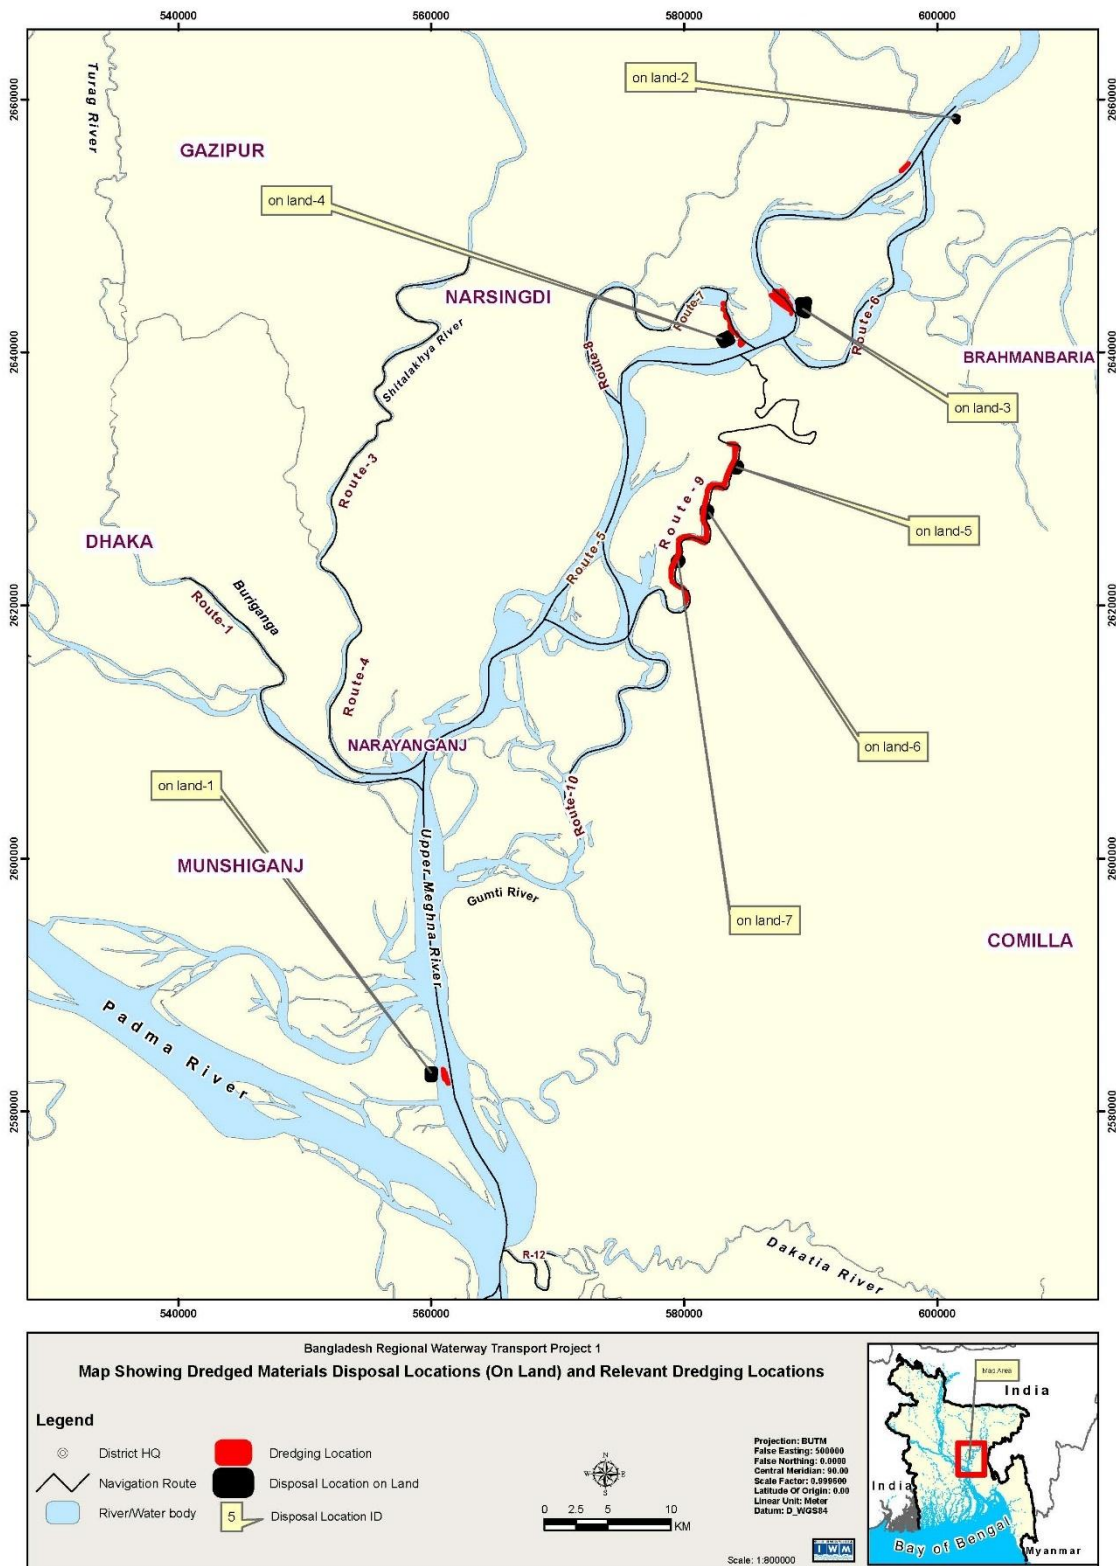 540000 560000 580000 600000
2660000 2660000
2640000 2640000
2620000 2620000
2600000 2600000
2580000 2580000
on land-2
Turag River
GAZIPUR
on land-4
NARSINGDI
Route-7
Route-6
Route-8
BRAHMANBARIA
Shitalakhya River
on land-3
Route-3
Route-9
on land-5
DHAKA
Route-5
Buriganga
Route-1
Route-4
NARAYANGANJ
on land-6
on land-1
Route-10
MUNSHIGANJ
Upper Meghna River
Gumti River
on land-7
COMILLA
Padma River
R-12
Dakatia River
540000 560000 580000 600000
Bangladesh Regional Waterway Transport Project 1
Map Showing Dredged Materials Disposal Locations (On Land) and Relevant Dredging Locations
Legend
District HQ
Navigation Route
River/Water body
Dredging Location
Disposal Location on Land
5 Disposal Location ID
N
W E
S
0 2.5 5 10
KM
Projection: BUTM
False Easting: 500000
False Northing: 0.0000
Central Meridian: 90.00
Scale Factor: 0.999600
Latitude Of Origin: 0.00
Linear Unit: Meter
Datum: D_WGS84
IWM
Scale: 1:800000
Map Area
India
India
Bay of Bengal
Myanmar